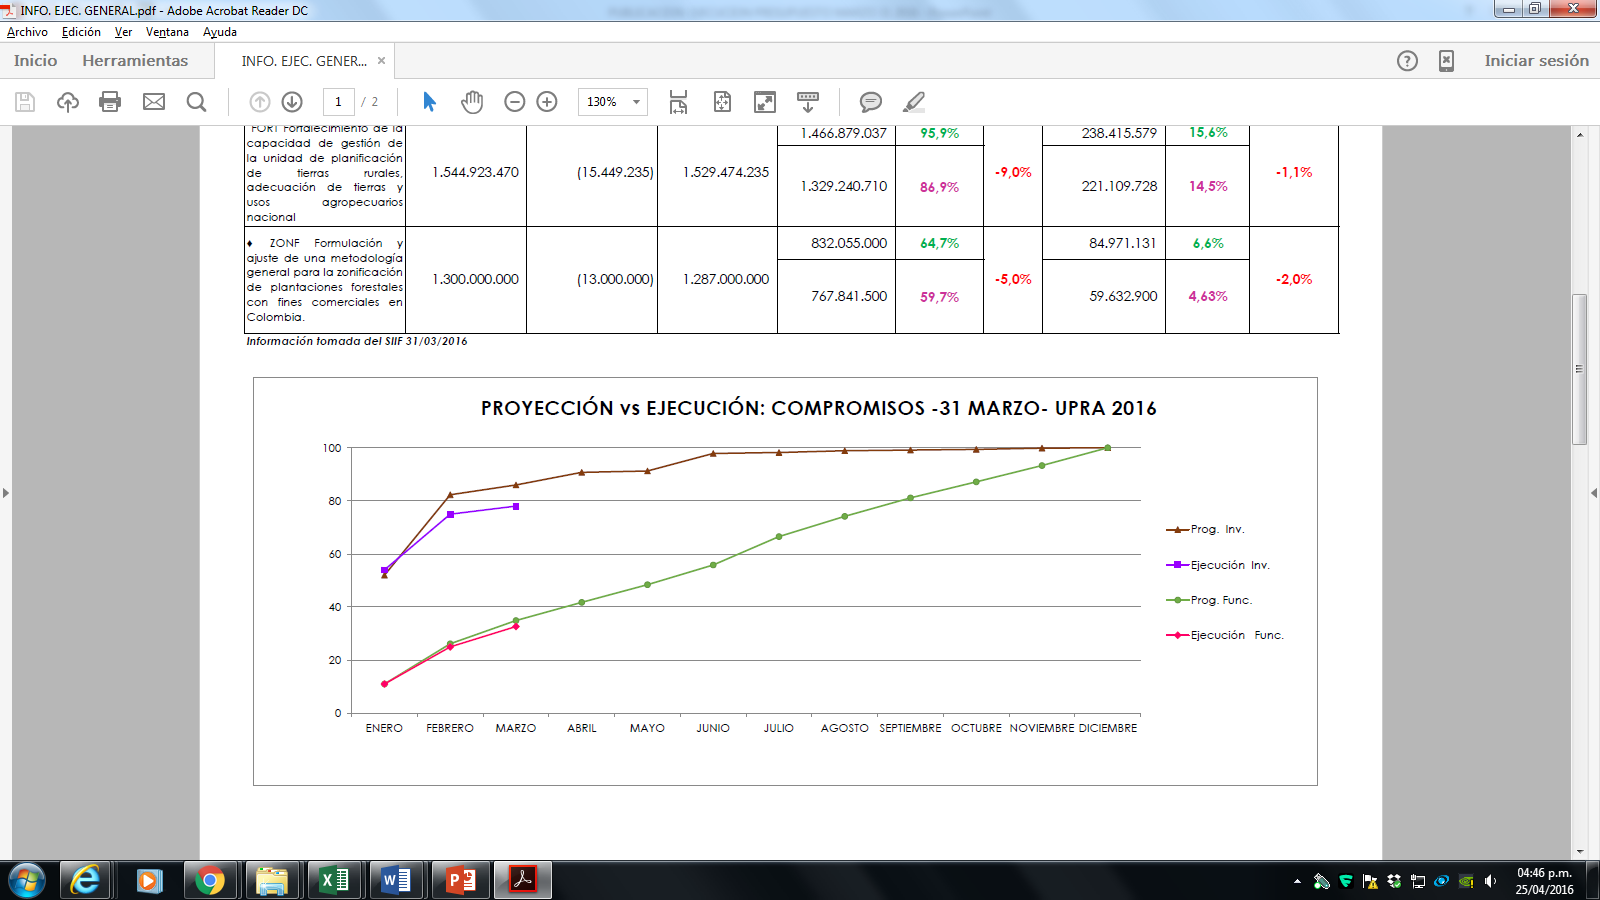 INFO. EJEC. GENERAL.pdf - Adobe Acrobat Reader DC
Archivo Edición Ver Ventana Ayuda
Inicio Herramientas INFO. EJEC. GENER... × Iniciar sesión
1 / 2 130%
FORT Fortalecimiento de la
capacidad de gestión de
la unidad de planificación
de tierras rurales,
adecuación de tierras y
usos agropecuarios
nacional
1.544.923.470 (15.449.235) 1.529.474.235
1.466.879.037 95,9% 238.415.579 15,6%
-9,0% -1,1%
1.329.240.710 86,9% 221.109.728 14,5%
♦ ZONF Formulación y
ajuste de una metodología
general para la zonificación
de plantaciones forestales
con fines comerciales en
Colombia.
1.300.000.000 (13.000.000) 1.287.000.000
832.055.000 64,7% 84.971.131 6,6%
-5,0% -2,0%
767.841.500 59,7% 59.632.900 4,63%
Información tomada del SIIF 31/03/2016
PROYECCIÓN vs EJECUCIÓN: COMPROMISOS -31 MARZO- UPRA 2016
100
80
60
40
20
0
ENERO FEBRERO MARZO ABRIL MAYO JUNIO JULIO AGOSTO SEPTIEMBRE OCTUBRE NOVIEMBRE DICIEMBRE
Prog. Inv.
Ejecución Inv.
Prog. Func.
Ejecución Func.
04:46 p.m.
25/04/2016